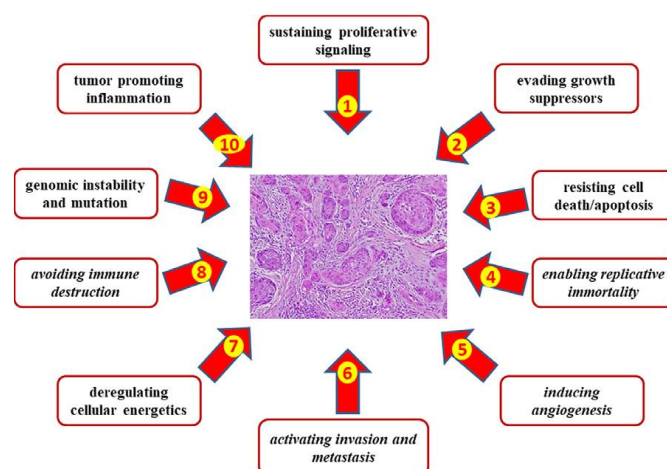 sustaining proliferative
signaling
1
evading growth
suppressors
2
resisting cell
death/apoptosis
3
enabling replicative
immortality
4
inducing
angiogenesis
5
activating invasion and
metastasis
6
deregulating
cellular energetics
7
avoiding immune
destruction
8
genomic instability
and mutation
9
tumor promoting
inflammation
10